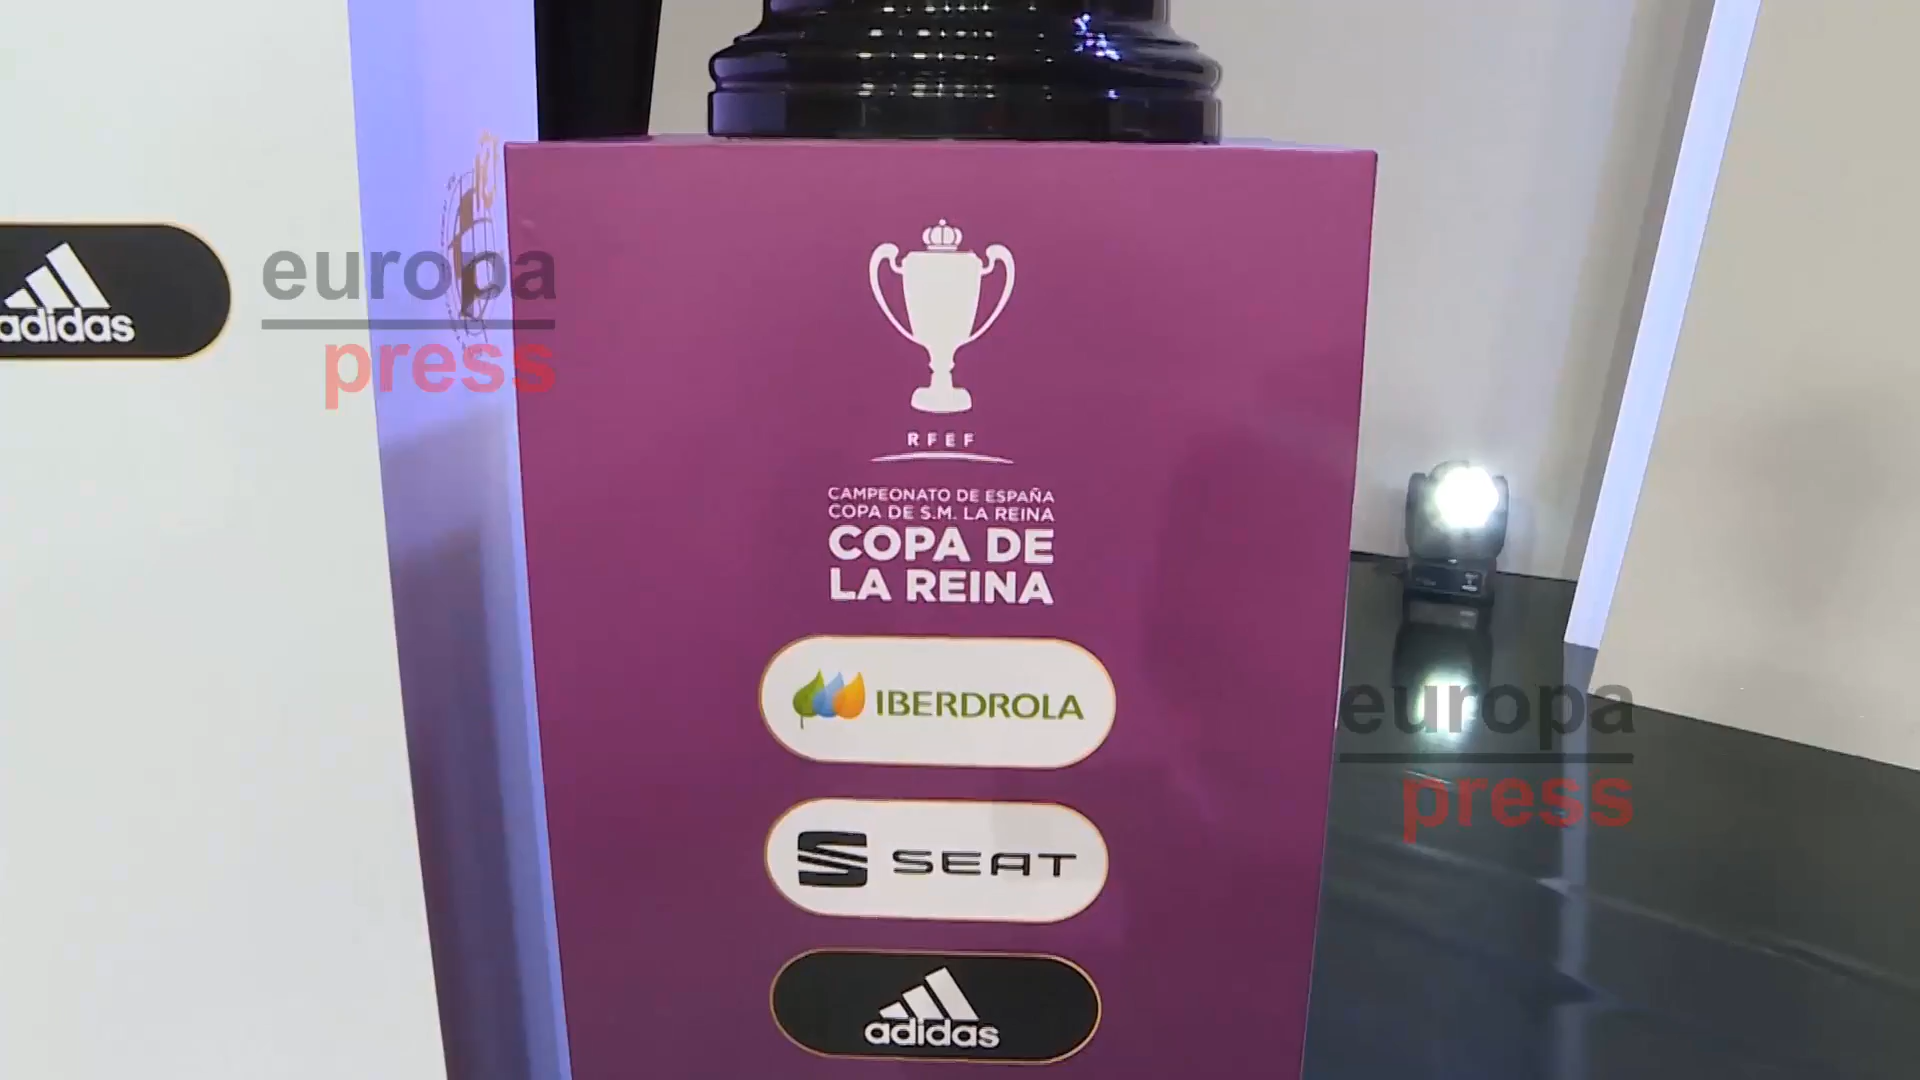 adidas
europa
press
RFEF
CAMPEONATO DE ESPAÑA
COPA DE S.M. LA REINA
COPA DE
LA REINA
IBERDROLA
SEAT
adidas
europa
press